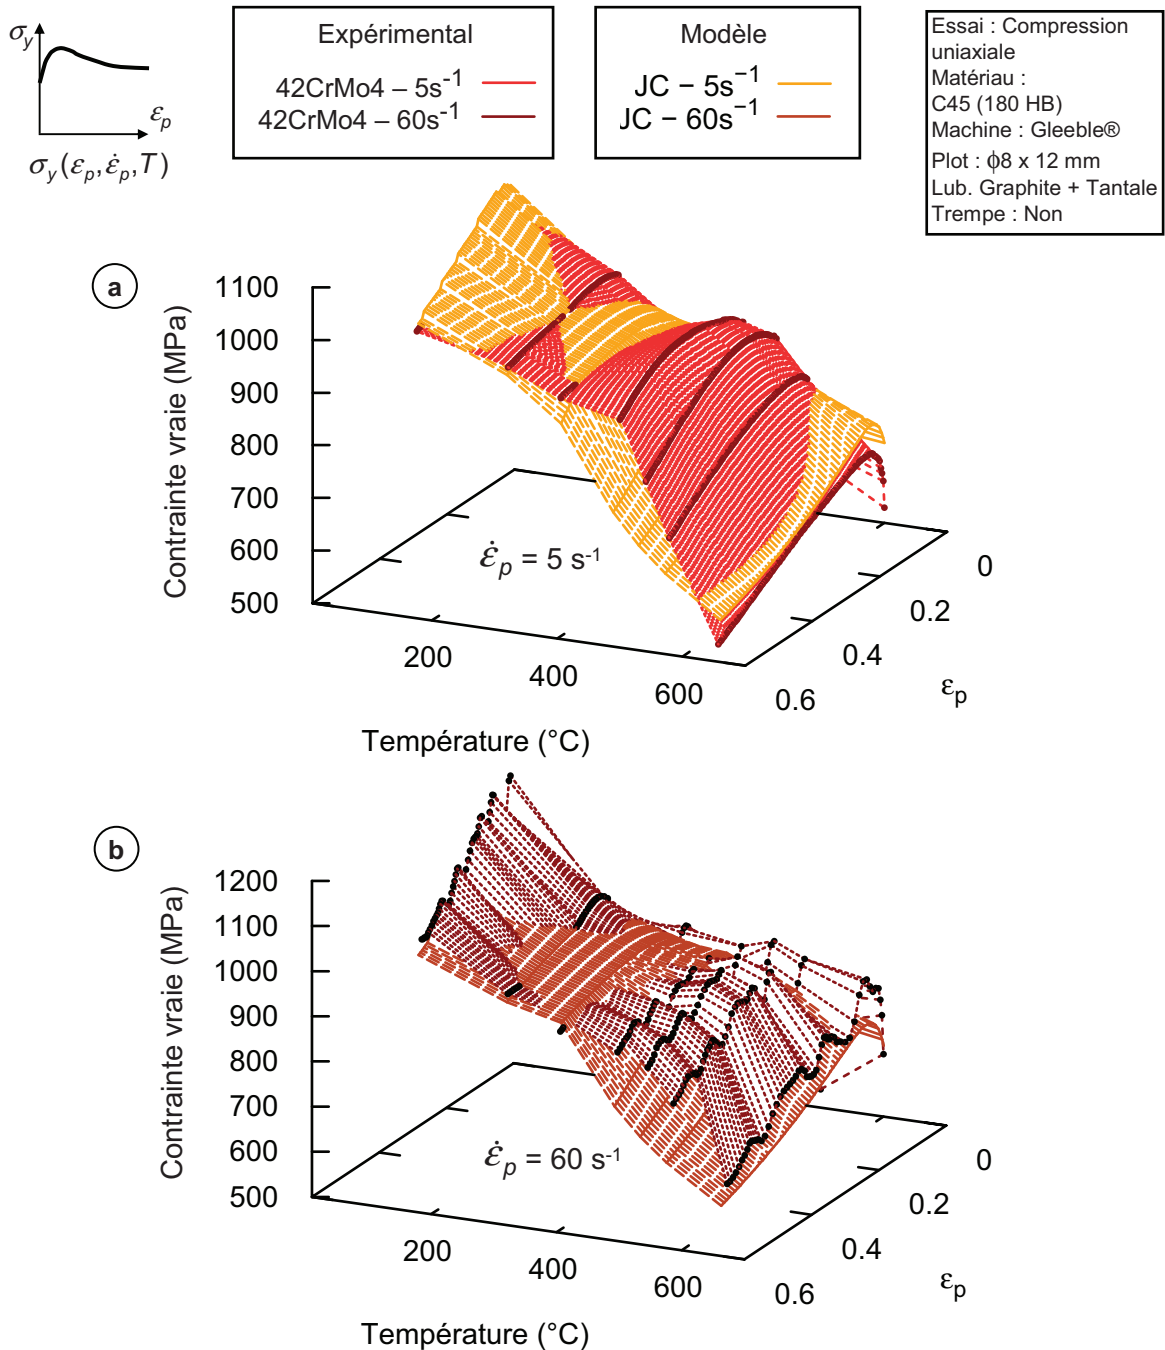 σy
εp
σy(εp, ε̇p, T)
Expérimental
42CrMo4 – 5s⁻¹
42CrMo4 – 60s⁻¹
Modèle
JC − 5s⁻¹
JC − 60s⁻¹
Essai : Compression
uniaxiale
Matériau :
C45 (180 HB)
Machine : Gleeble®
Plot : ϕ8 x 12 mm
Lub. Graphite + Tantale
Trempe : Non
a
Contrainte vraie (MPa)
1100
1000
900
800
700
600
500
ε̇p = 5 s⁻¹
200
400
600
0
0.2
0.4
0.6
εp
Température (°C)
b
Contrainte vraie (MPa)
1200
1100
1000
900
800
700
600
500
ε̇p = 60 s⁻¹
200
400
600
0
0.2
0.4
0.6
εp
Température (°C)